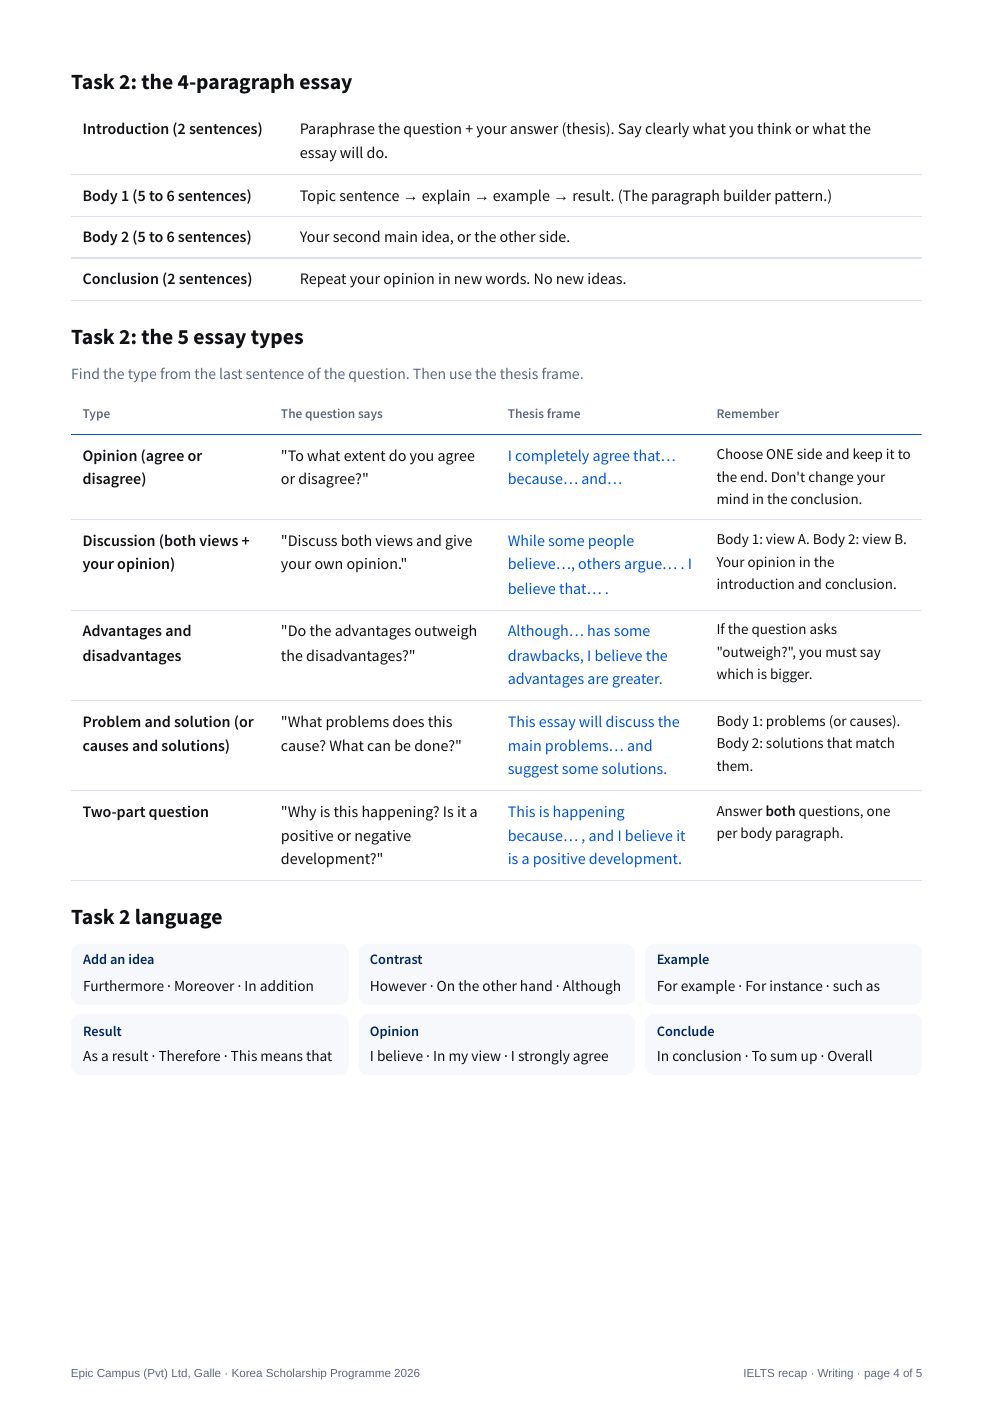 Task 2: the 4-paragraph essay
Introduction (2 sentences) Paraphrase the question + your answer (thesis). Say clearly what you think or what the
essay will do.
Body 1 (5 to 6 sentences) Topic sentence → explain → example → result. (The paragraph builder pattern.)
Body 2 (5 to 6 sentences) Your second main idea, or the other side.
Conclusion (2 sentences) Repeat your opinion in new words. No new ideas.
Task 2: the 5 essay types
Find the type from the last sentence of the question. Then use the thesis frame.
Type The question says Thesis frame Remember
Opinion (agree or
disagree)
"To what extent do you agree
or disagree?"
I completely agree that…
because… and…
Choose ONE side and keep it to
the end. Don't change your
mind in the conclusion.
Discussion (both views +
your opinion)
"Discuss both views and give
your own opinion."
While some people
believe…, others argue… . I
believe that… .
Body 1: view A. Body 2: view B.
Your opinion in the
introduction and conclusion.
Advantages and
disadvantages
"Do the advantages outweigh
the disadvantages?"
Although… has some
drawbacks, I believe the
advantages are greater.
If the question asks
"outweigh?", you must say
which is bigger.
Problem and solution (or
causes and solutions)
"What problems does this
cause? What can be done?"
This essay will discuss the
main problems… and
suggest some solutions.
Body 1: problems (or causes).
Body 2: solutions that match
them.
Two-part question
"Why is this happening? Is it a
positive or negative
development?"
This is happening
because… , and I believe it
is a positive development.
Answer both questions, one
per body paragraph.
Task 2 language
Add an idea
Furthermore · Moreover · In addition
Contrast
However · On the other hand · Although
Example
For example · For instance · such as
Result
As a result · Therefore · This means that
Opinion
I believe · In my view · I strongly agree
Conclude
In conclusion · To sum up · Overall
Epic Campus (Pvt) Ltd, Galle · Korea Scholarship Programme 2026
IELTS recap · Writing · page 4 of 5